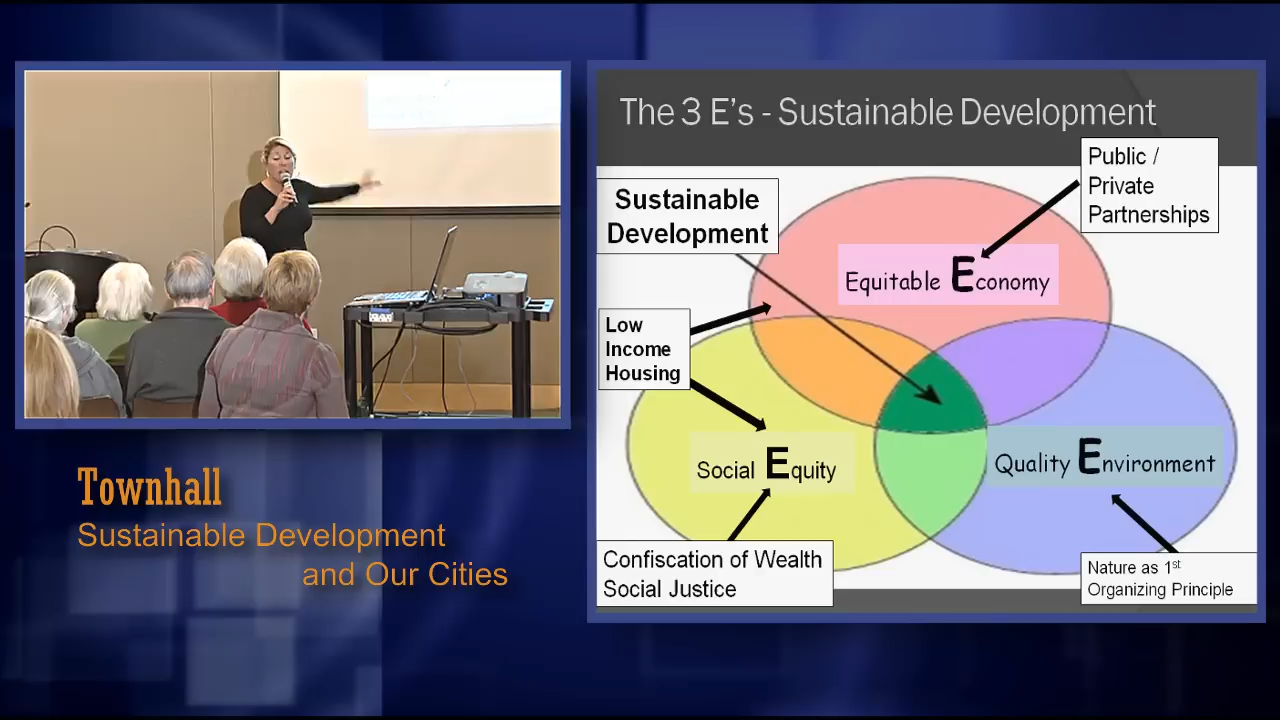 Townhall
Sustainable Development
and Our Cities
The 3 E's - Sustainable Development
Public /
Private
Partnerships
Sustainable
Development
Equitable Economy
Low
Income
Housing
Social Equity
Quality Environment
Confiscation of Wealth
Social Justice
Nature as 1st
Organizing Principle